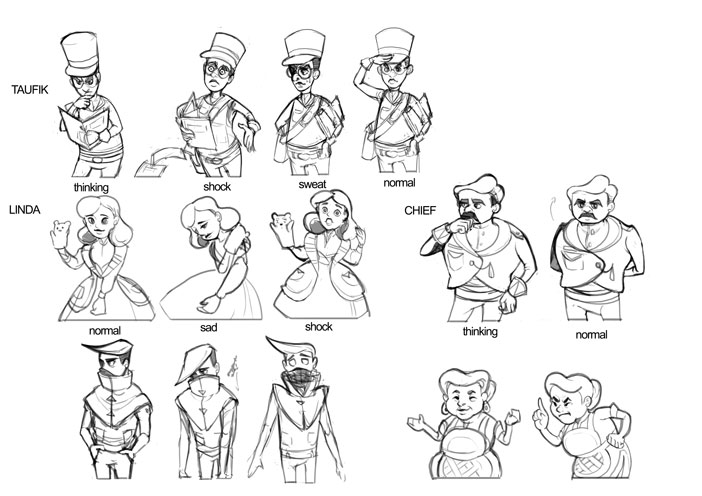 TAUFIK
thinking
shock
sweat
normal
LINDA
normal
sad
shock
CHIEF
thinking
normal